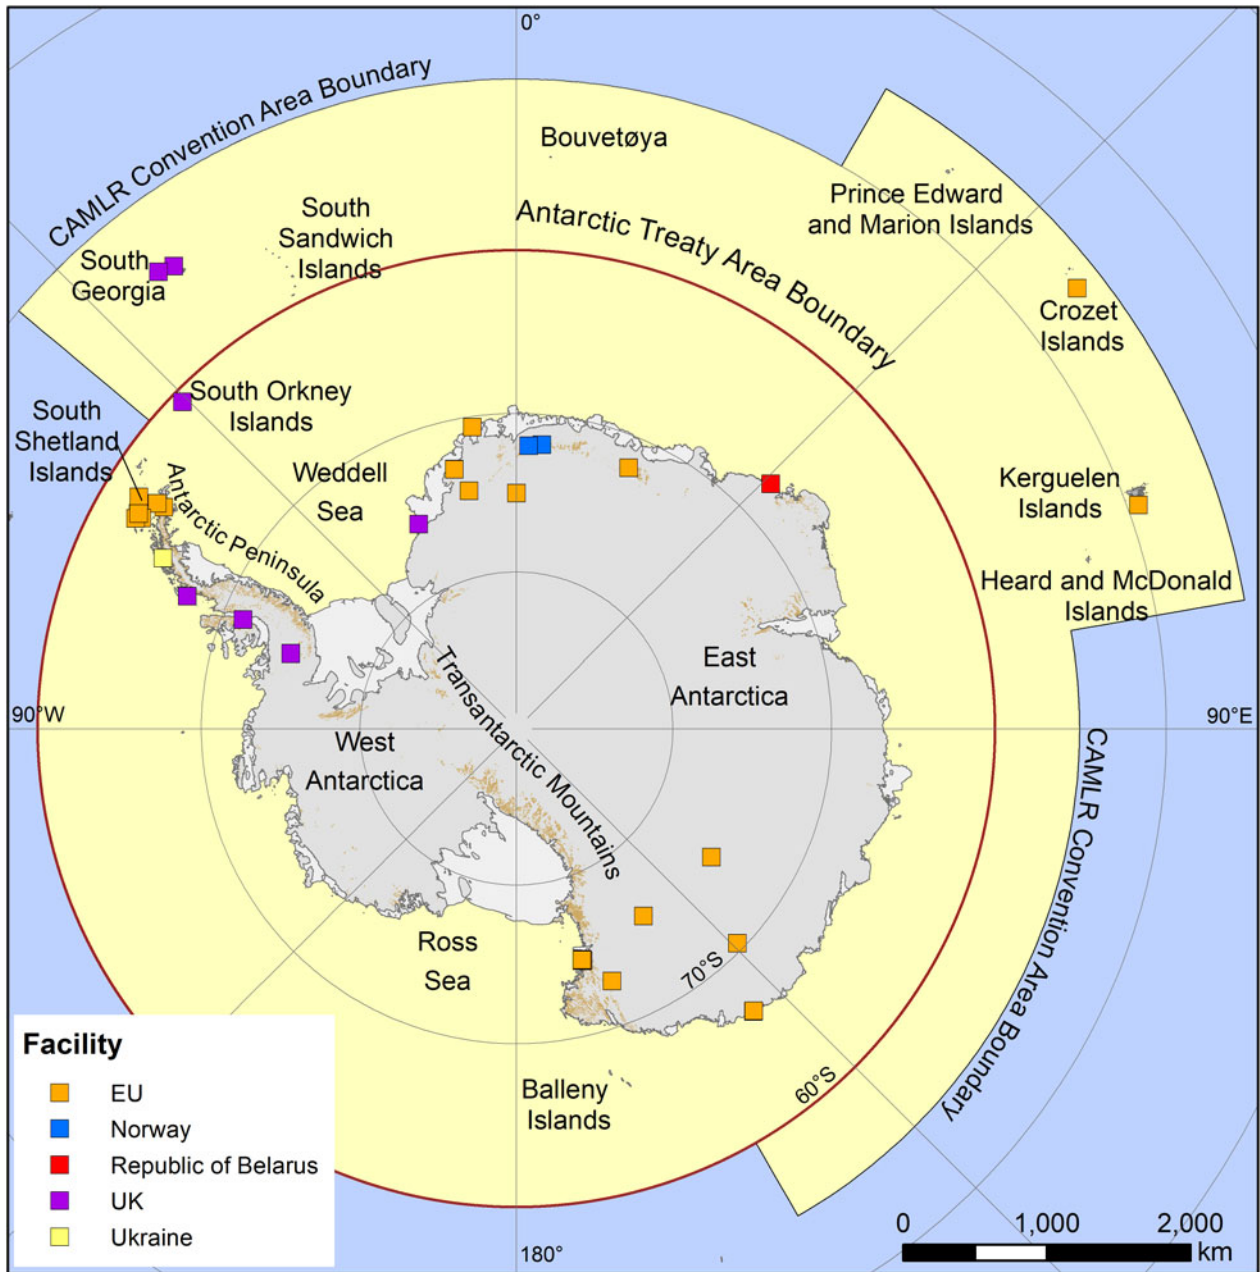 0°
CAMLR Convention Area Boundary
Bouvetøya
Prince Edward
and Marion Islands
South
Sandwich
Islands
Antarctic Treaty Area Boundary
South
Georgia
Crozet
Islands
South Orkney
Islands
South
Shetland
Islands
Antarctic Peninsula
Weddell
Sea
Kerguelen
Islands
Heard and McDonald
Islands
East
Antarctica
Transantarctic Mountains
90°W
90°E
West
Antarctica
CAMLR Convention Area Boundary
Ross
Sea
70°S
60°S
Balleny
Islands
Facility
EU
Norway
Republic of Belarus
UK
Ukraine
180°
0 1,000 2,000
km